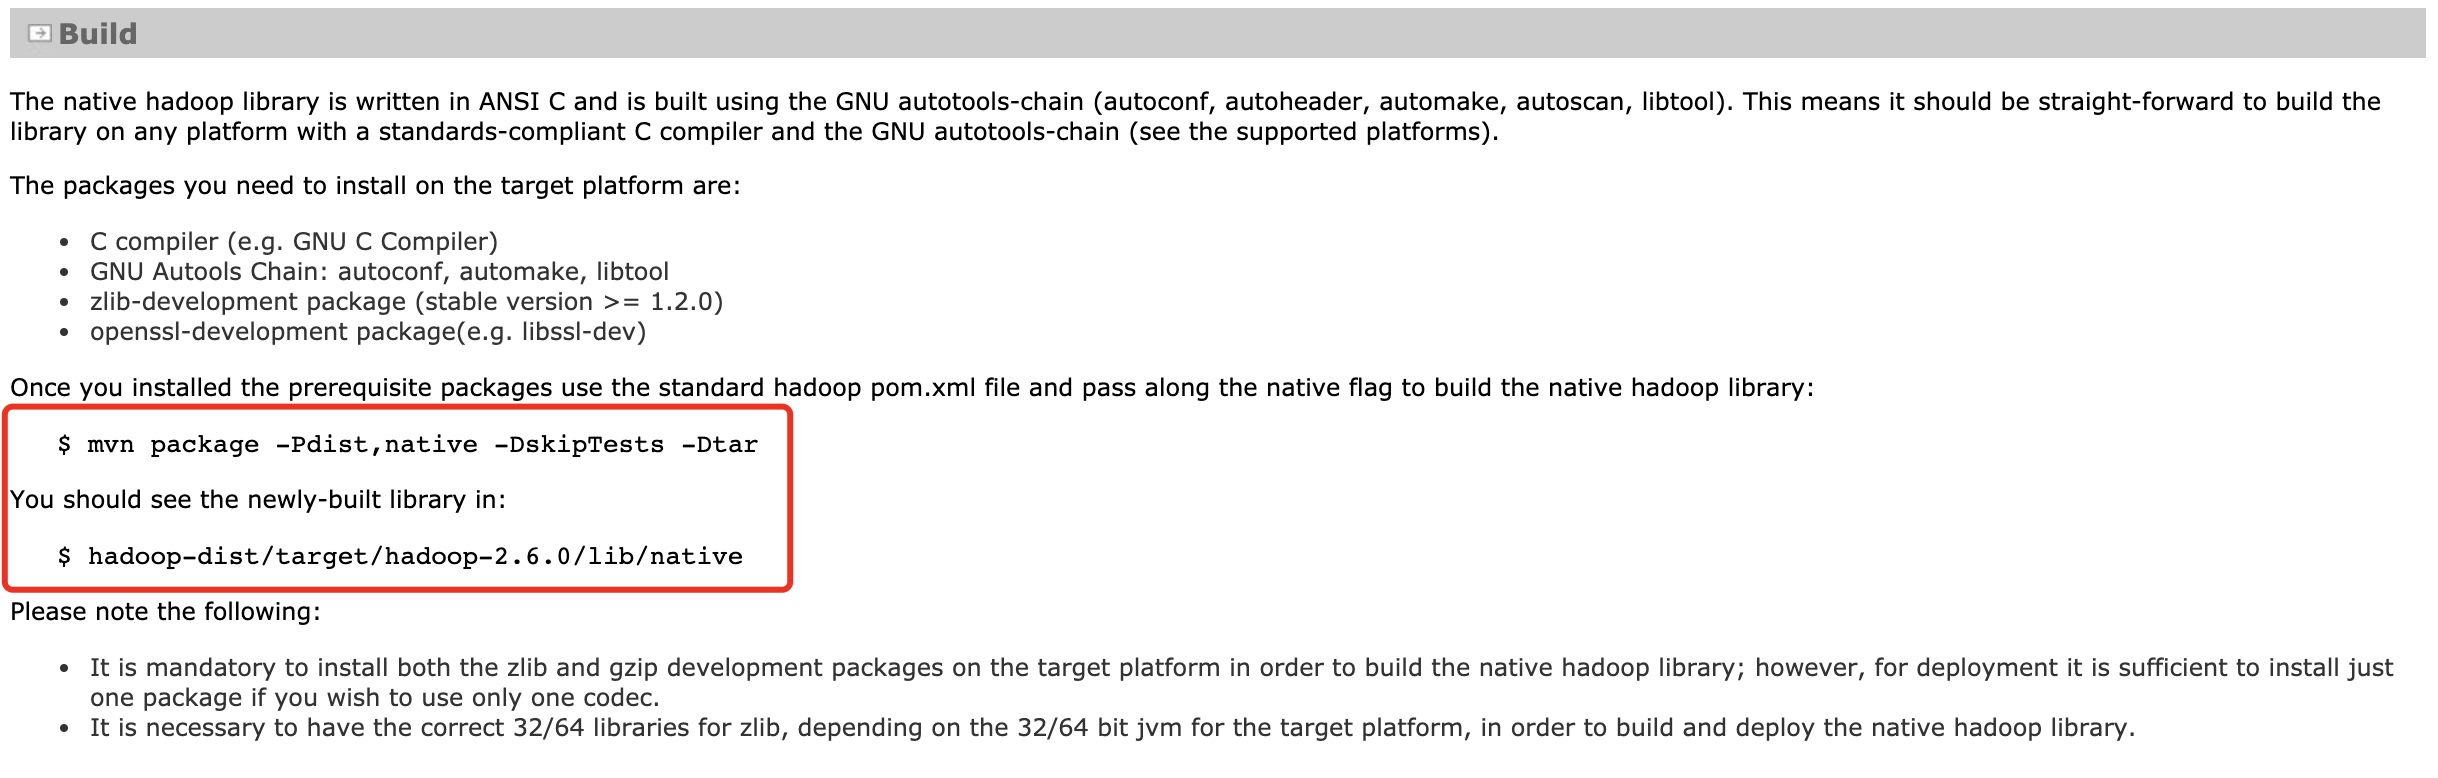 Build
The native hadoop library is written in ANSI C and is built using the GNU autotools-chain (autoconf, autoheader, automake, autoscan, libtool). This means it should be straight-forward to build the
library on any platform with a standards-compliant C compiler and the GNU autotools-chain (see the supported platforms).
The packages you need to install on the target platform are:
• C compiler (e.g. GNU C Compiler)
• GNU Autools Chain: autoconf, automake, libtool
• zlib-development package (stable version >= 1.2.0)
• openssl-development package(e.g. libssl-dev)
Once you installed the prerequisite packages use the standard hadoop pom.xml file and pass along the native flag to build the native hadoop library:
$ mvn package -Pdist,native -DskipTests -Dtar
You should see the newly-built library in:
$ hadoop-dist/target/hadoop-2.6.0/lib/native
Please note the following:
• It is mandatory to install both the zlib and gzip development packages on the target platform in order to build the native hadoop library; however, for deployment it is sufficient to install just
one package if you wish to use only one codec.
• It is necessary to have the correct 32/64 libraries for zlib, depending on the 32/64 bit jvm for the target platform, in order to build and deploy the native hadoop library.